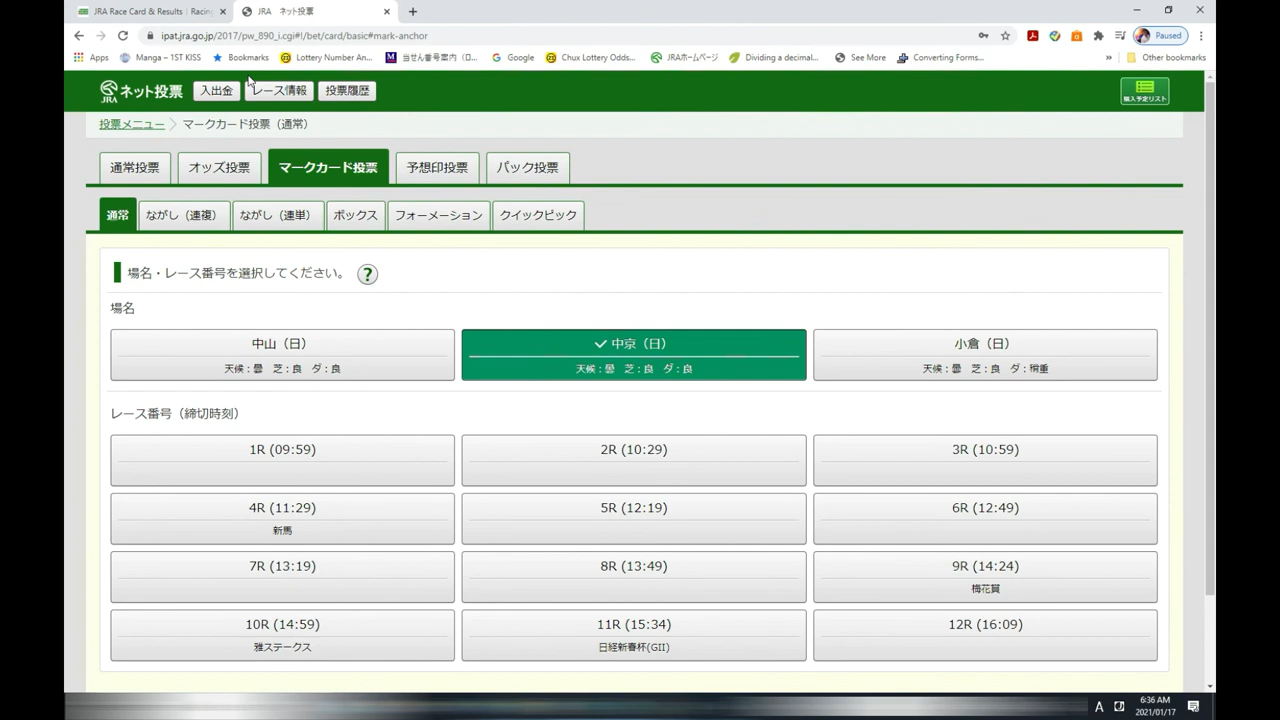 JRA Race Card & Results | Racin
JRA ネット投票
ipat.jra.go.jp/2017/pw_890_i.cgi#!/bet/card/basic#mark-anchor
Paused
Apps
Manga – 1ST KISS
Bookmarks
Lottery Number An...
当せん番号案内（D...
Google
Chux Lottery Odds...
JRAホームページ
Dividing a decimal...
See More
Converting Forms...
»
Other bookmarks
JRA ネット投票
入出金
レース情報
投票履歴
購入予定リスト
投票メニュー
マークカード投票（通常）
通常投票
オッズ投票
マークカード投票
予想印投票
パック投票
通常
ながし（連複）
ながし（連単）
ボックス
フォーメーション
クイックピック
場名・レース番号を選択してください。 ?
場名
中山（日）
天候：曇 芝：良 ダ：良
中京（日）
天候：曇 芝：良 ダ：良
小倉（日）
天候：曇 芝：良 ダ：稍重
レース番号（締切時刻）
1R (09:59)
2R (10:29)
3R (10:59)
4R (11:29)
新馬
5R (12:19)
6R (12:49)
7R (13:19)
8R (13:49)
9R (14:24)
梅花賞
10R (14:59)
雅ステークス
11R (15:34)
日経新春杯(GII)
12R (16:09)
A
6:36 AM
2021/01/17